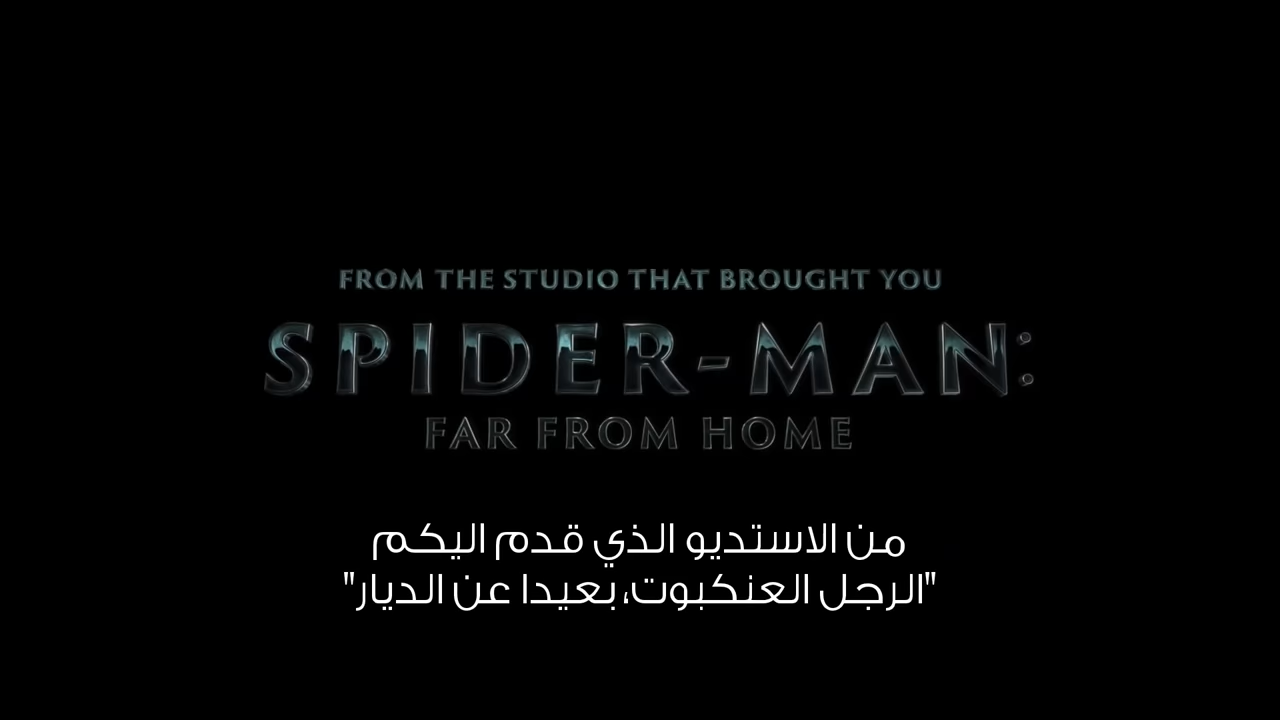 FROM THE STUDIO THAT BROUGHT YOU
SPIDER-MAN:
FAR FROM HOME
من الاستديو الذي قدم اليكم
"الرجل العنكبوت، بعيدا عن الديار"